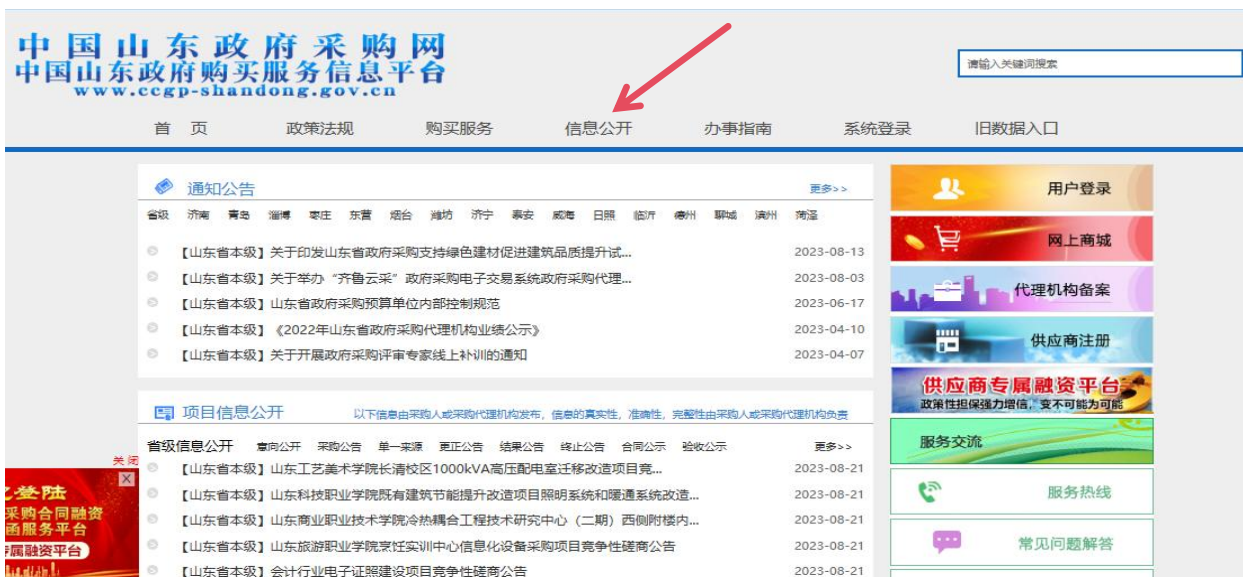 中国山东政府采购网
中国山东政府购买服务信息平台
www.ccgp-shandong.gov.cn
请输入关键词搜索
首 页 政策法规 购买服务 信息公开 办事指南 系统登录 旧数据入口
通知公告 更多>>
省级 济南 青岛 淄博 枣庄 东营 烟台 潍坊 济宁 泰安 威海 日照 临沂 德州 聊城 滨州 菏泽
【山东省本级】关于印发山东省政府采购支持绿色建材促进建筑品质提升试... 2023-08-13
【山东省本级】关于举办“齐鲁云采”政府采购电子交易系统政府采购代理... 2023-08-03
【山东省本级】山东省政府采购预算单位内部控制规范 2023-06-17
【山东省本级】《2022年山东省政府采购代理机构业绩公示》 2023-04-10
【山东省本级】关于开展政府采购评审专家线上补训的通知 2023-04-07
项目信息公开 以下信息由采购人或采购代理机构发布，信息的真实性，准确性，完整性由采购人或采购代理机构负责
省级信息公开 意向公开 采购公告 单一来源 更正公告 结果公告 终止公告 合同公示 验收公示 更多>>
【山东省本级】山东工艺美术学院长清校区1000kVA高压配电室迁移改造项目竞... 2023-08-21
【山东省本级】山东科技职业学院既有建筑节能提升改造项目照明系统和暖通系统改造... 2023-08-21
【山东省本级】山东商业职业技术学院冷热耦合工程技术研究中心（二期）西侧附楼内... 2023-08-21
【山东省本级】山东旅游职业学院烹饪实训中心信息化设备采购项目竞争性磋商公告 2023-08-21
【山东省本级】会计行业电子证照建设项目竞争性磋商公告 2023-08-21
用户登录
网上商城
代理机构备案
供应商注册
供应商专属融资平台
政策性担保强力增信，变不可能为可能
服务交流
服务热线
常见问题解答
关闭
登陆
采购合同融资
函服务平台
属融资平台